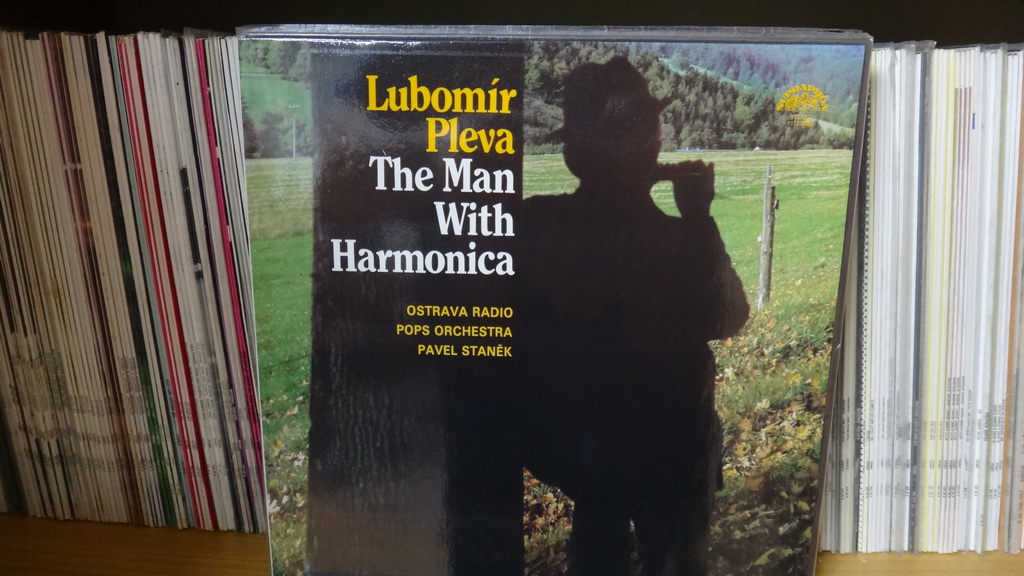 Lubomír
Pleva
The Man
With
Harmonica
OSTRAVA RADIO
POPS ORCHESTRA
PAVEL STANĚK